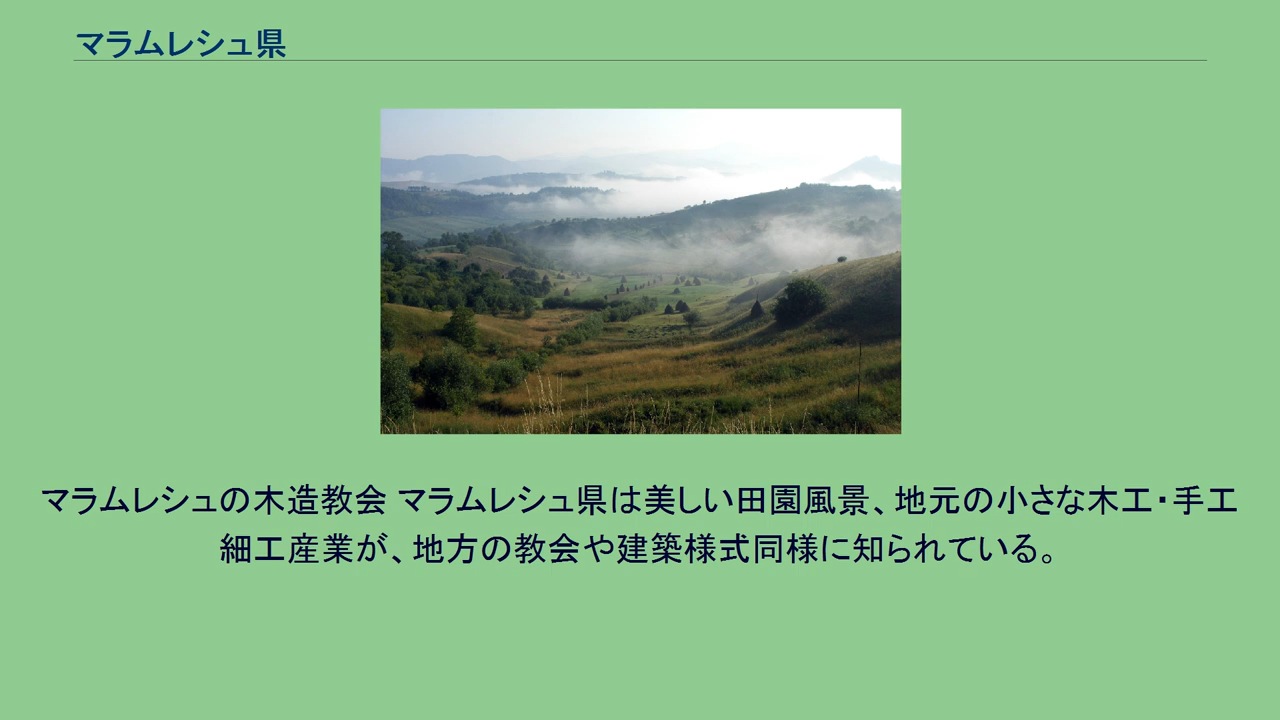 マラムレシュ県
マラムレシュの木造教会 マラムレシュ県は美しい田園風景、地元の小さな木工・手工
細工産業が、地方の教会や建築様式同様に知られている。